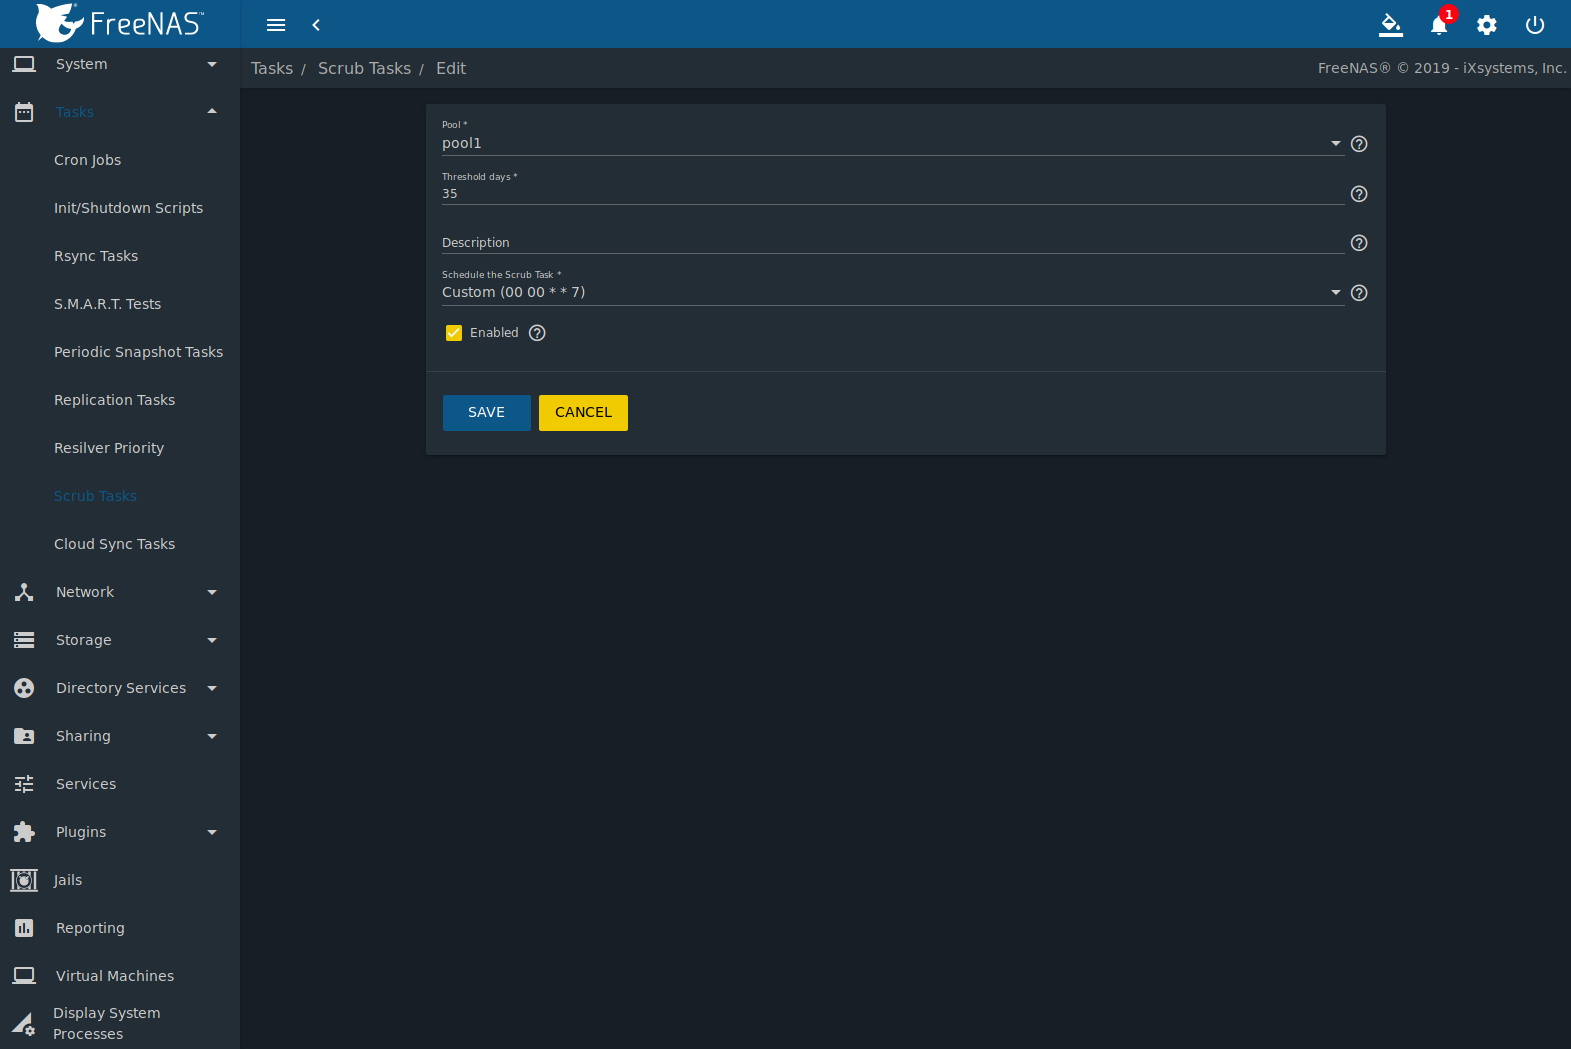 FreeNAS™
1
System
Tasks / Scrub Tasks / Edit
FreeNAS® © 2019 - iXsystems, Inc.
Tasks
Cron Jobs
Init/Shutdown Scripts
Rsync Tasks
S.M.A.R.T. Tests
Periodic Snapshot Tasks
Replication Tasks
Resilver Priority
Scrub Tasks
Cloud Sync Tasks
Network
Storage
Directory Services
Sharing
Services
Plugins
Jails
Reporting
Virtual Machines
Display System
Processes
Pool *
pool1
Threshold days *
35
Description
Schedule the Scrub Task *
Custom (00 00 * * 7)
Enabled
SAVE
CANCEL